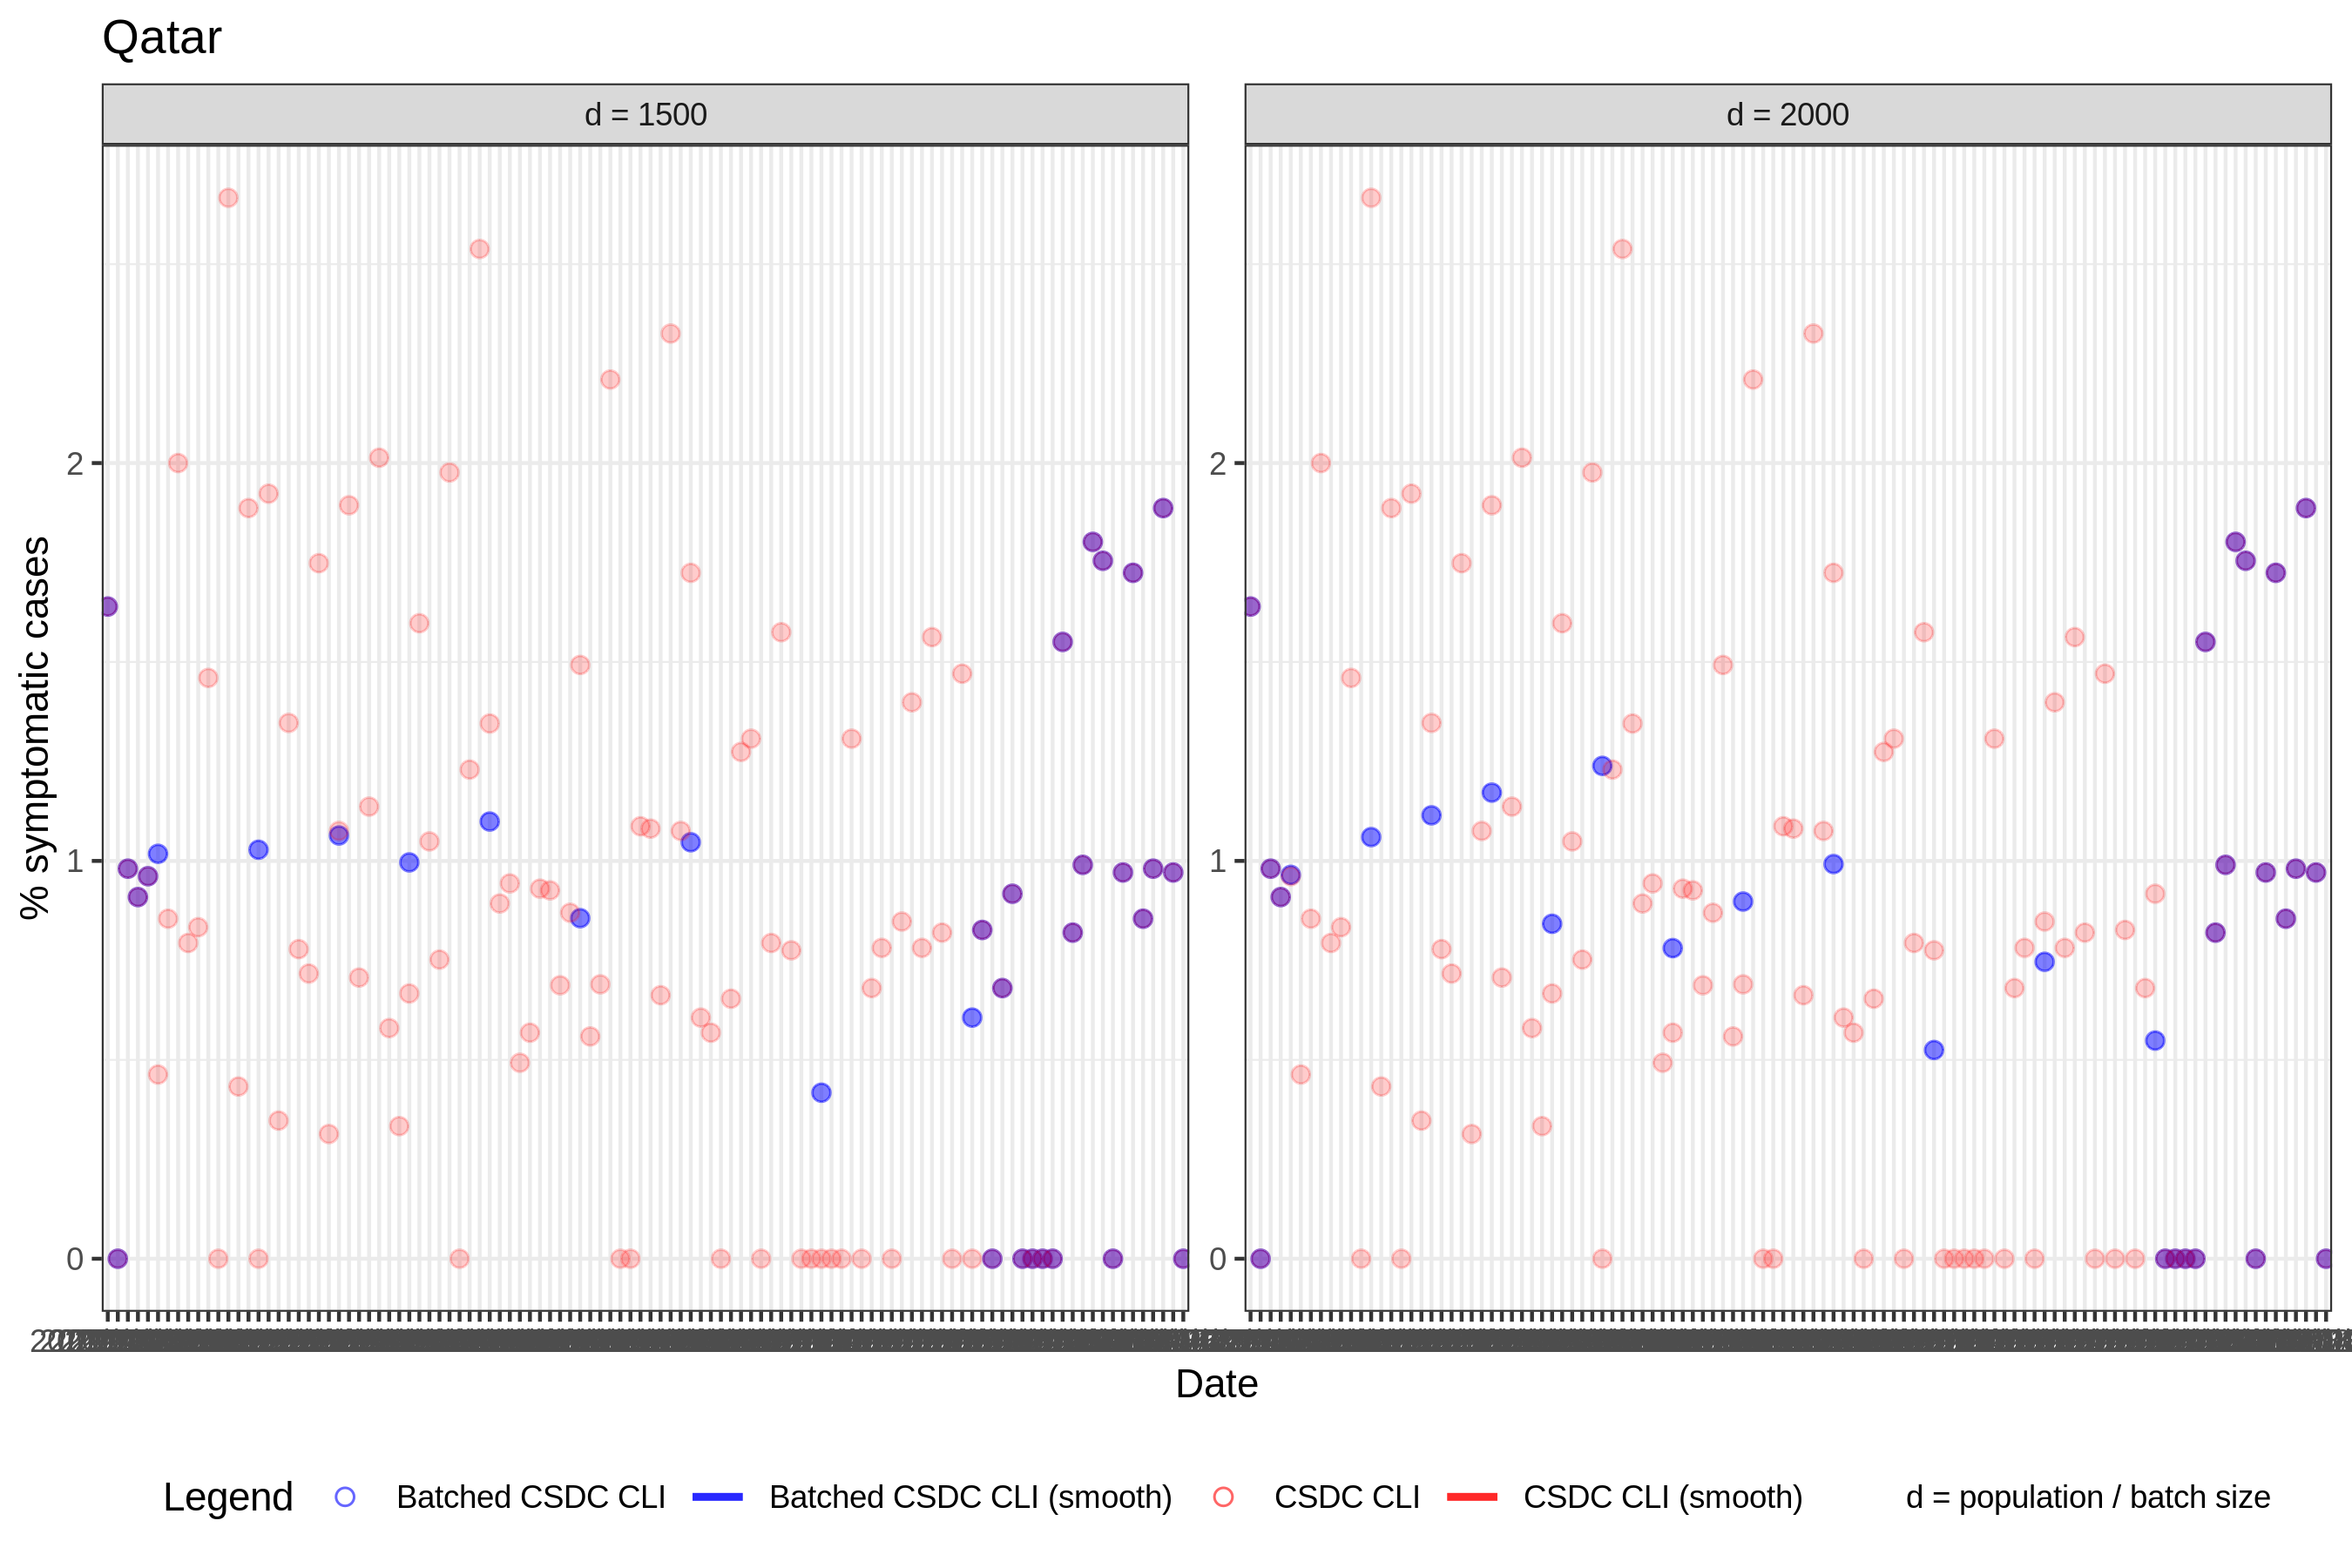 Qatar
d = 1500
d = 2000
% symptomatic cases
2
1
0
2
1
0
Date
Legend
Batched CSDC CLI
Batched CSDC CLI (smooth)
CSDC CLI
CSDC CLI (smooth)
d = population / batch size